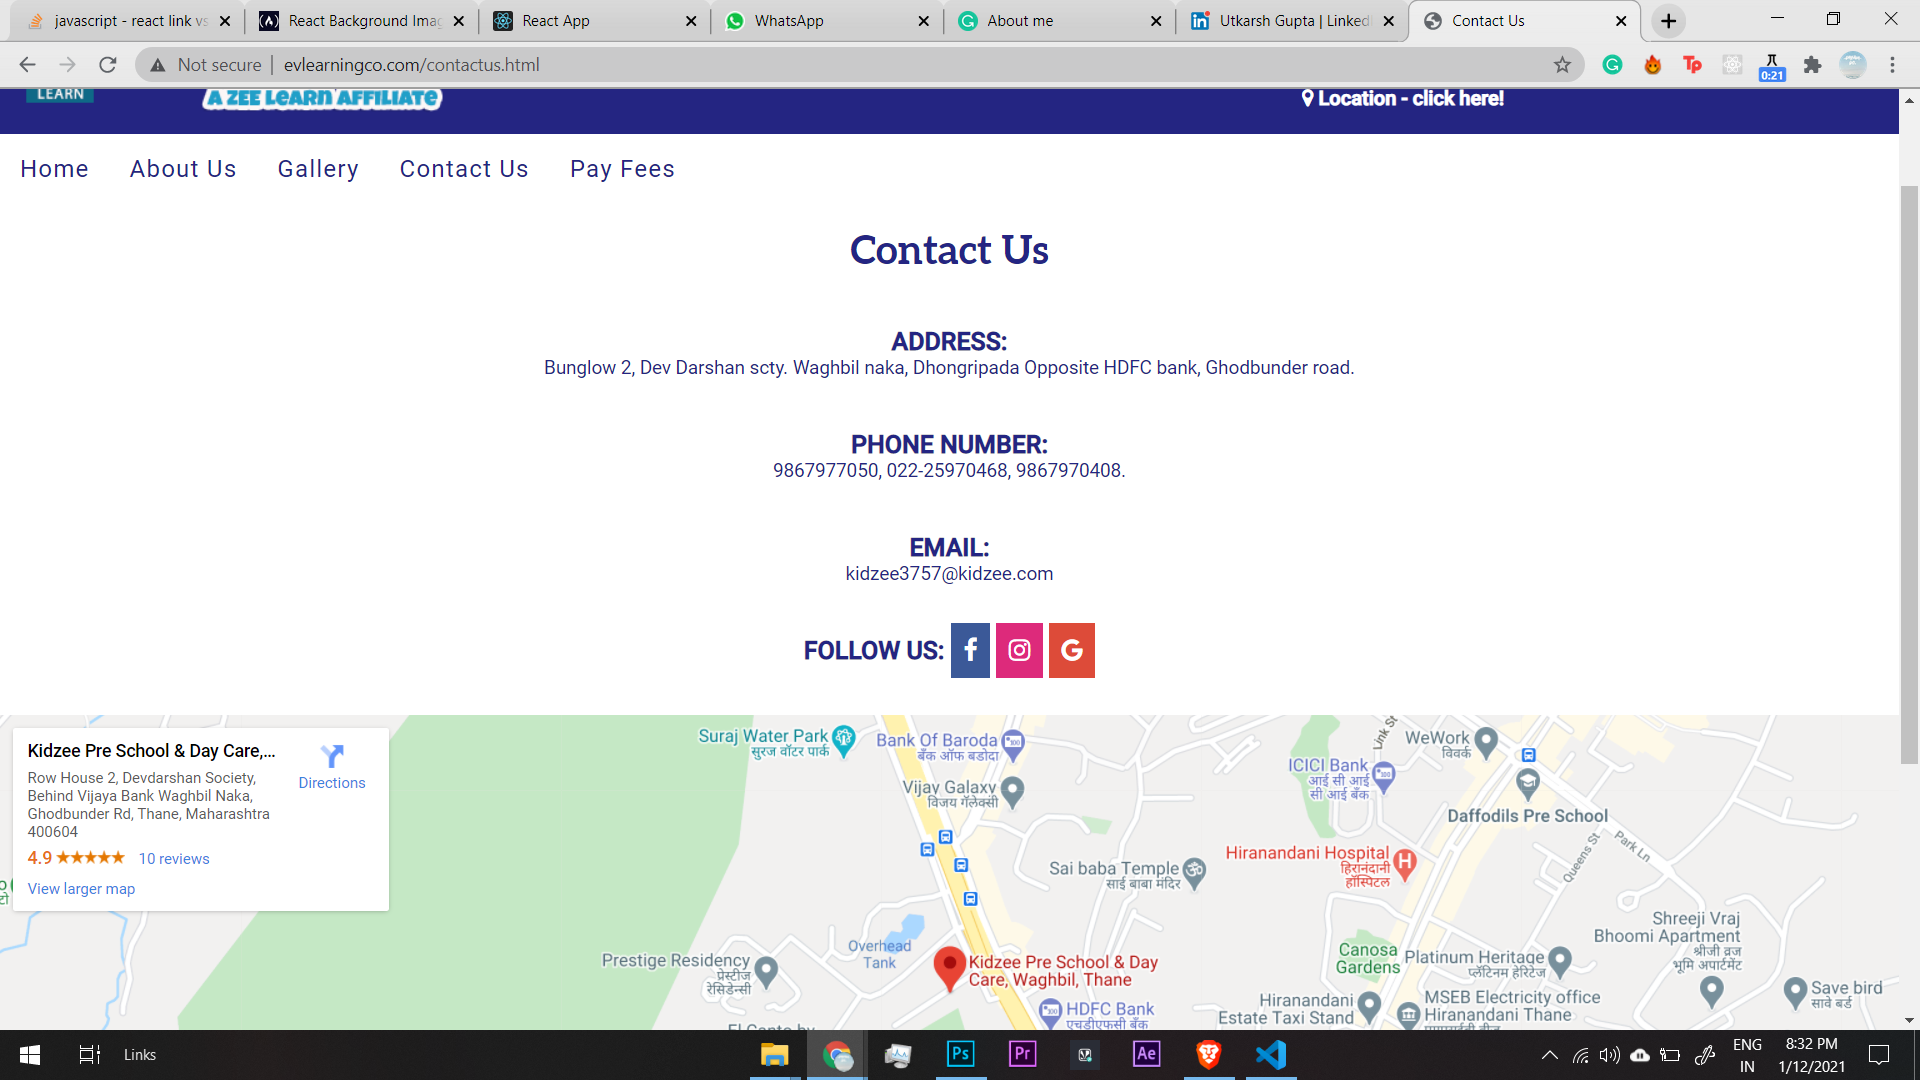 javascript - react link vs
React Background Imag
React App
WhatsApp
About me
Utkarsh Gupta | Linked
Contact Us
Not secure
evlearningco.com/contactus.html
Tp
0:21
LEARN
A ZEE LEARN AFFILIATE
Location - click here!
Home
About Us
Gallery
Contact Us
Pay Fees
Contact Us
ADDRESS:
Bunglow 2, Dev Darshan scty. Waghbil naka, Dhongripada Opposite HDFC bank, Ghodbunder road.
PHONE NUMBER:
9867977050, 022-25970468, 9867970408.
EMAIL:
kidzee3757@kidzee.com
FOLLOW US:
Kidzee Pre School & Day Care,...
Row House 2, Devdarshan Society,
Behind Vijaya Bank Waghbil Naka,
Ghodbunder Rd, Thane, Maharashtra
400604
Directions
4.9
10 reviews
View larger map
Suraj Water Park
सुरज वॉटर पार्क
Bank Of Baroda
बँक ऑफ बडोदा
Vijay Galaxy
विजय गॅलेक्सी
Link St
WeWork
विवर्क
ICICI Bank
आई सी आई
सी आई बँक
Daffodils Pre School
Park Ln
Queens St
Sai baba Temple
साई बाबा मंदिर
Hiranandani Hospital
हिरानंदानी
हॉस्पिटल
Overhead
Tank
Prestige Residency
प्रेस्टीज
रेसिडेन्सी
Kidzee Pre School & Day
Care, Waghbil, Thane
HDFC Bank
एचडीएफसी बँक
Canosa
Gardens
Platinum Heritage
प्लॅटिनम हेरिटेज
Shreeji Vraj
Bhoomi Apartment
श्रीजी व्रज
भूमि अपार्टमेंट
Hiranandani
Estate Taxi Stand
MSEB Electricity office
Hiranandani Thane
Save bird
सावे बर्ड
Links
Ps
Pr
Ae
ENG
IN
8:32 PM
1/12/2021